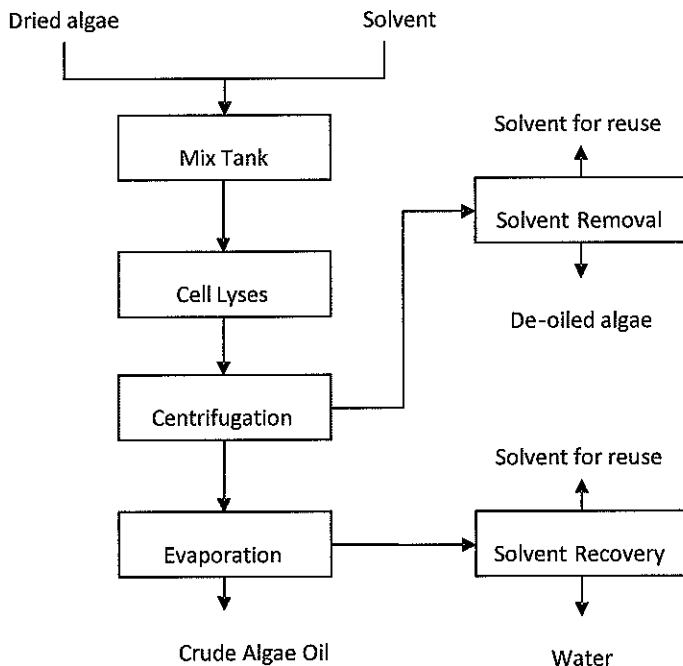 Dried algae
Solvent
Mix Tank
Cell Lyses
Centrifugation
Evaporation
Crude Algae Oil
Solvent for reuse
Solvent Removal
De-oiled algae
Solvent for reuse
Solvent Recovery
Water